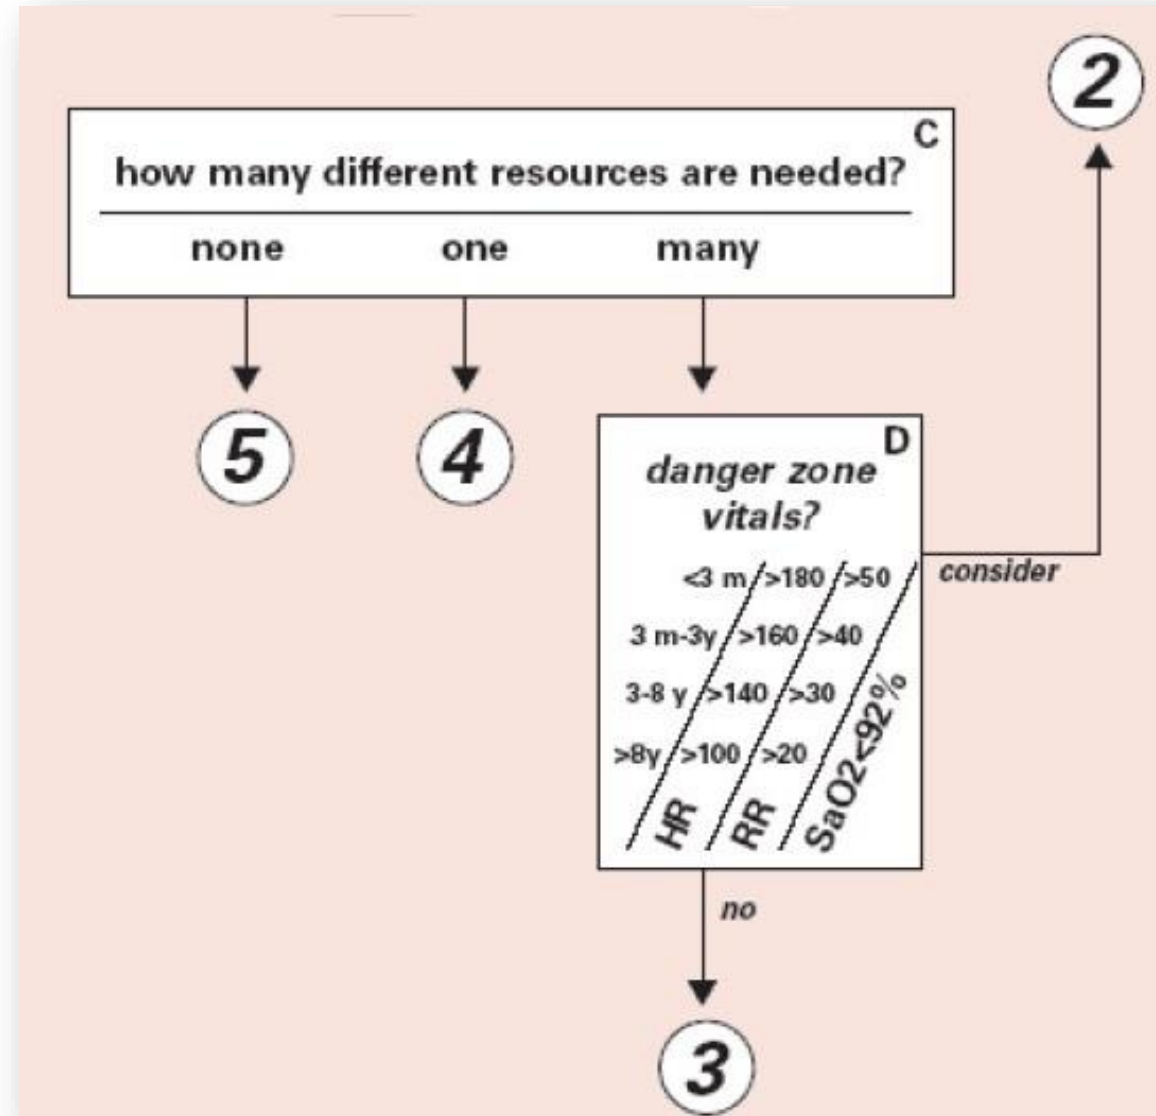 2
C
how many different resources are needed?
none one many
5 4
D
danger zone
vitals?
<3 m >180 >50
consider
3 m-3y >160 >40
3-8 y >140 >30
>8y >100 >20
HR RR SaO2<92%
no
3